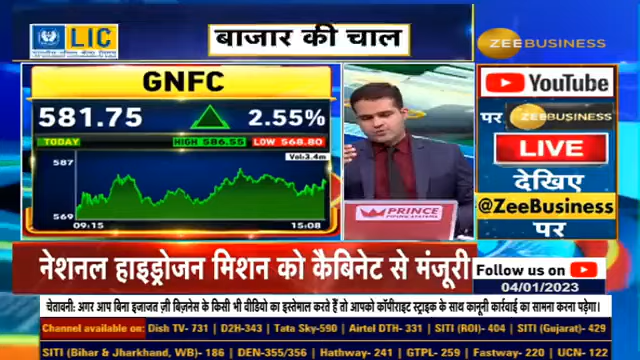 LIC
बाजार की चाल
ZEE BUSINESS
GNFC
581.75 2.55%
TODAY HIGH 586.55 LOW 568.80
Vol:3.4m
587
569
09:15 15:08
PRINCE
PIPING SYSTEMS
YouTube
पर ZEE BUSINESS
LIVE
देखिए
@ZeeBusiness
पर
नेशनल हाइड्रोजन मिशन को कैबिनेट से मंजूरी
Follow us on
04/01/2023
चेतावनी: अगर आप बिना इजाजत ज़ी बिज़नेस के किसी भी वीडियो का इस्तेमाल करते हैं तो आपको कॉपीराइट स्ट्राइक के साथ कानूनी कार्रवाई का सामना करना पड़ेगा।
Channel available on: Dish TV- 731 | D2H-343 | Tata Sky-590 | Airtel DTH- 331 | SITI (ROI) - 404 | SITI (Gujarat) - 429
SITI (Bihar & Jharkhand, WB)- 186 | DEN-355/356 | Hathway- 241 | GTPL- 259 | Fastway- 220 | UCN- 122